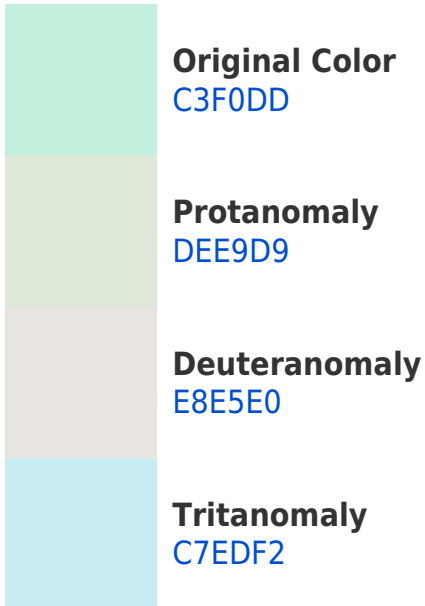 Original Color
C3F0DD
Protanomaly
DEE9D9
Deuteranomaly
E8E5E0
Tritanomaly
C7EDF2